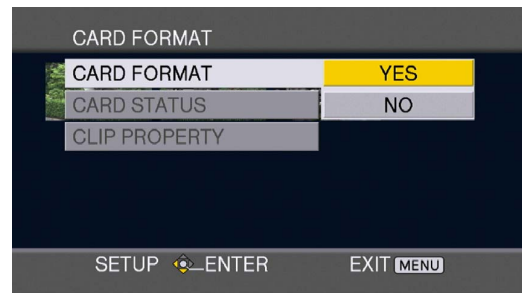 CARD FORMAT
CARD FORMAT YES
CARD STATUS NO
CLIP PROPERTY
SETUP ENTER EXIT MENU